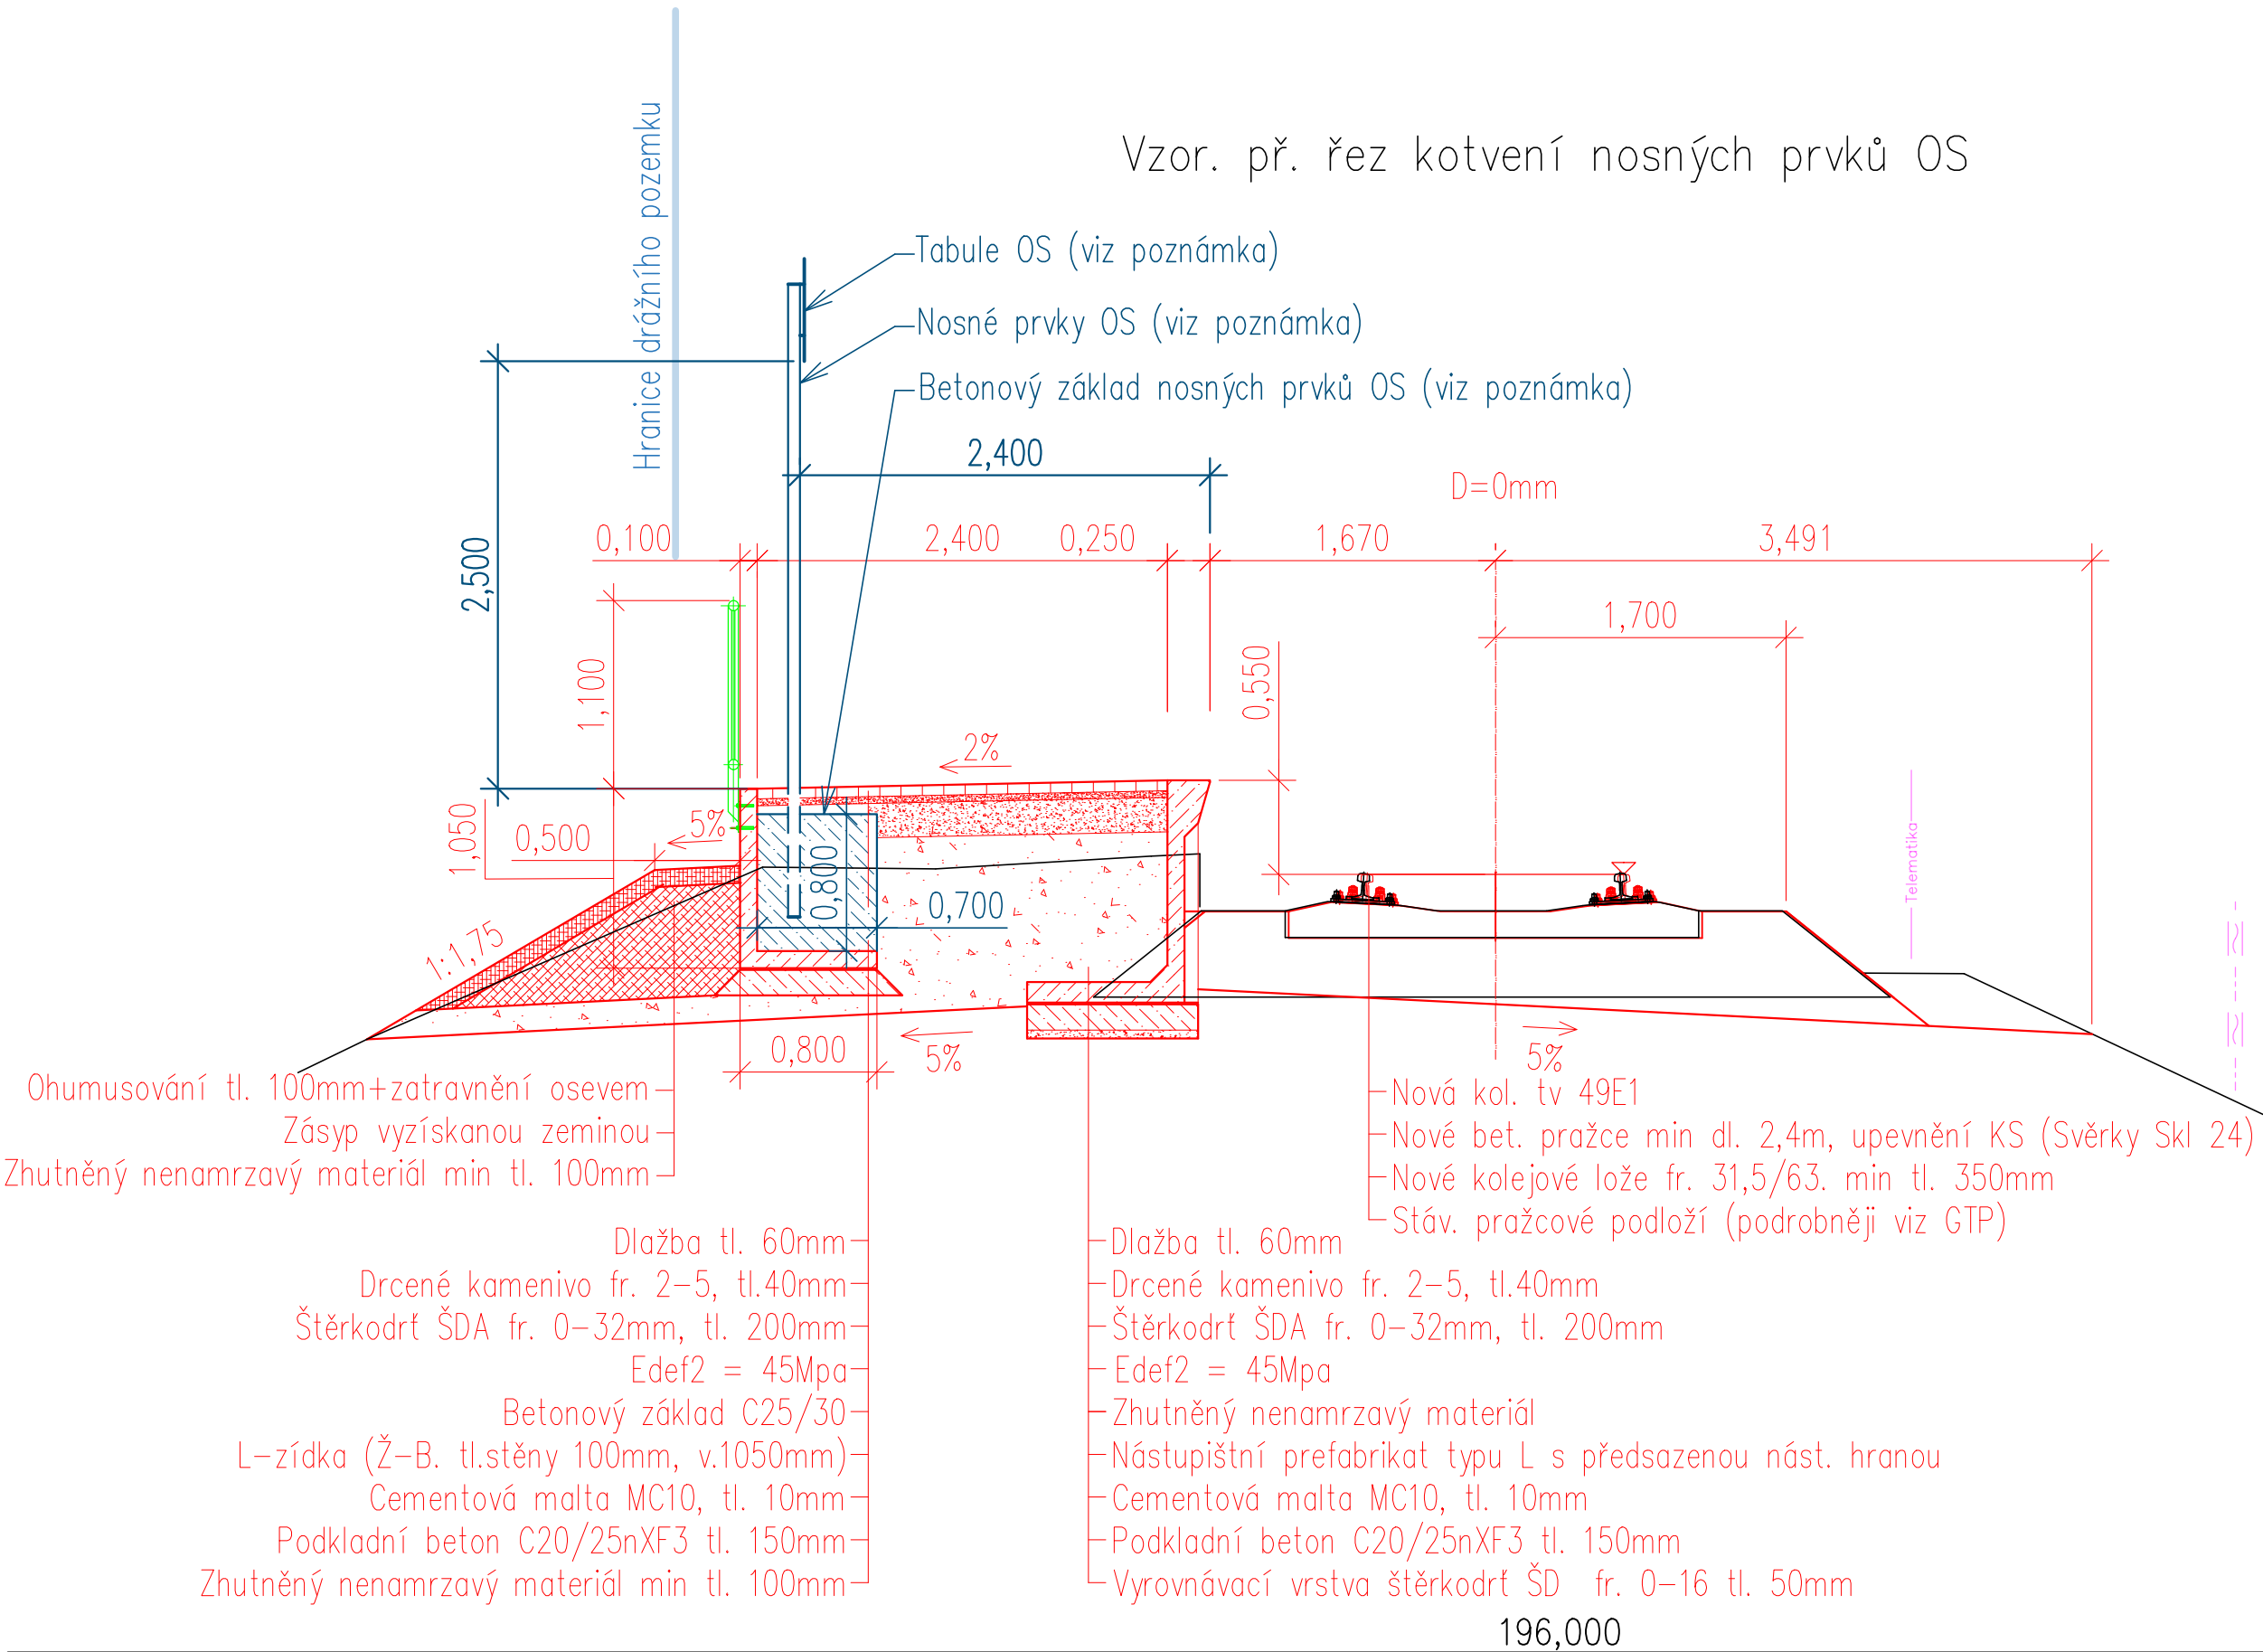 Vzor. př. řez kotvení nosných prvků OS
Hranice drážního pozemku
Tabule OS (viz poznámka)
Nosné prvky OS (viz poznámka)
Betonový základ nosných prvků OS (viz poznámka)
2,400
D=0mm
0,100
2,400
0,250
1,670
3,491
2,500
1,700
1,100
0,550
2%
1,050
0,500
5%
0,800
0,700
Telematika
1:1,75
0,800
5%
5%
Ohumusování tl. 100mm+zatravnění osevem
Zásyp vyzískanou zeminou
Zhutněný nenamrzavý materiál min tl. 100mm
Nová kol. tv 49E1
Nové bet. pražce min dl. 2,4m, upevnění KS (Svěrky Skl 24)
Nové kolejové lože fr. 31,5/63. min tl. 350mm
Stáv. pražcové podloží (podrobněji viz GTP)
Dlažba tl. 60mm
Drcené kamenivo fr. 2-5, tl.40mm
Štěrkodrť ŠDA fr. 0-32mm, tl. 200mm
Edef2 = 45Mpa
Betonový základ C25/30
L-zídka (Ž-B. tl.stěny 100mm, v.1050mm)
Cementová malta MC10, tl. 10mm
Podkladní beton C20/25nXF3 tl. 150mm
Zhutněný nenamrzavý materiál min tl. 100mm
Dlažba tl. 60mm
Drcené kamenivo fr. 2-5, tl.40mm
Štěrkodrť ŠDA fr. 0-32mm, tl. 200mm
Edef2 = 45Mpa
Zhutněný nenamrzavý materiál
Nástupištní prefabrikat typu L s předsazenou nást. hranou
Cementová malta MC10, tl. 10mm
Podkladní beton C20/25nXF3 tl. 150mm
Vyrovnávací vrstva štěrkodrť ŠD fr. 0-16 tl. 50mm
196,000